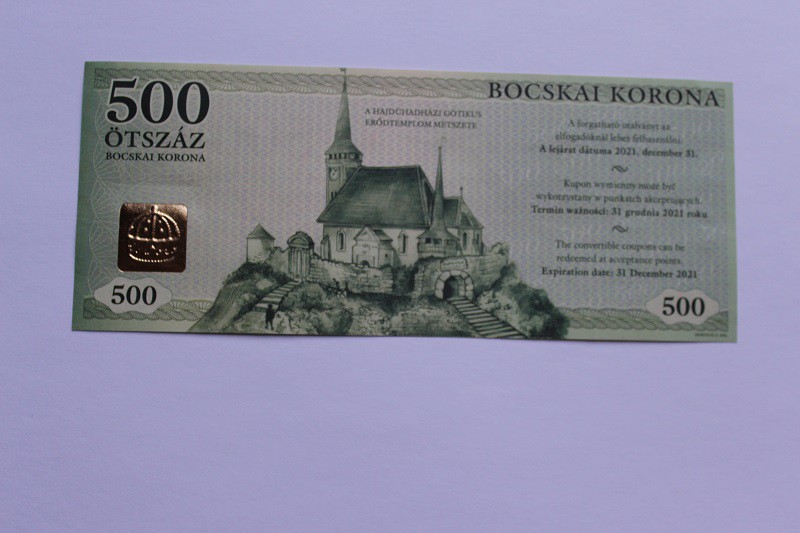 500
ÖTSZÁZ
BOCSKAI KORONA
A HAJDÚHADHÁZI GÓTIKUS
ERŐDTEMPLOM METSZETE
BOCSKAI KORONA
A forgatható utalványt az
elfogadóknál lehet felhasználni.
A lejárat dátuma 2021. december 31.
Kupon wymienny może być
wykorzystany w punktach akceptujących.
Termin ważności: 31 grudnia 2021 roku
The convertible coupons can be
redeemed at acceptance points.
Expiration date: 31 December 2021
500
500